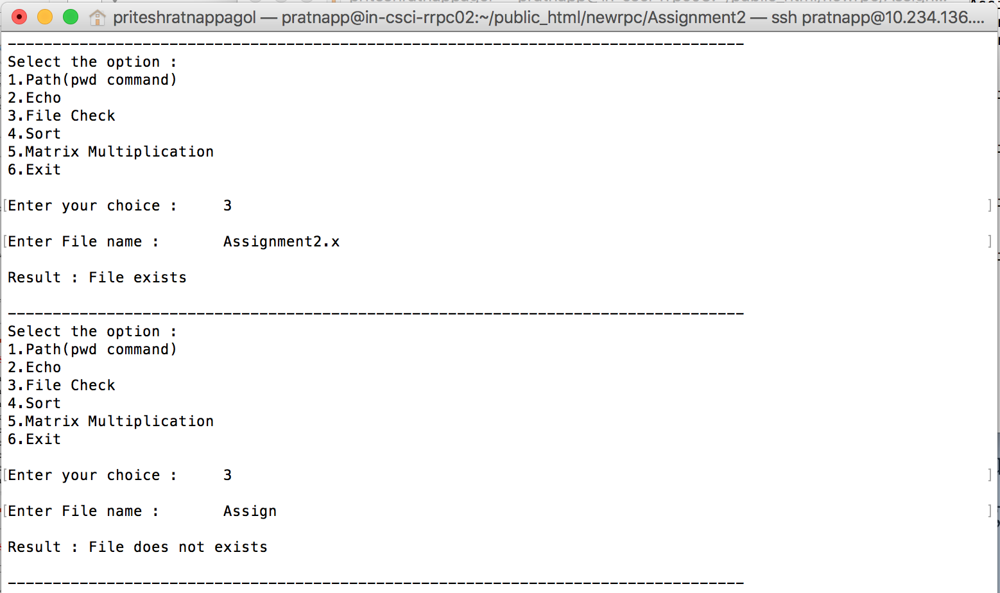 priteshratnappagol — pratnapp@in-csci-rrpc02:~/public_html/newrpc/Assignment2 — ssh pratnapp@10.234.136....
----------------------------------------------------------------------------------
Select the option :
1.Path(pwd command)
2.Echo
3.File Check
4.Sort
5.Matrix Multiplication
6.Exit
[Enter your choice :     3 ]
[Enter File name :       Assignment2.x ]
Result : File exists
----------------------------------------------------------------------------------
Select the option :
1.Path(pwd command)
2.Echo
3.File Check
4.Sort
5.Matrix Multiplication
6.Exit
[Enter your choice :     3 ]
[Enter File name :       Assign ]
Result : File does not exists
----------------------------------------------------------------------------------